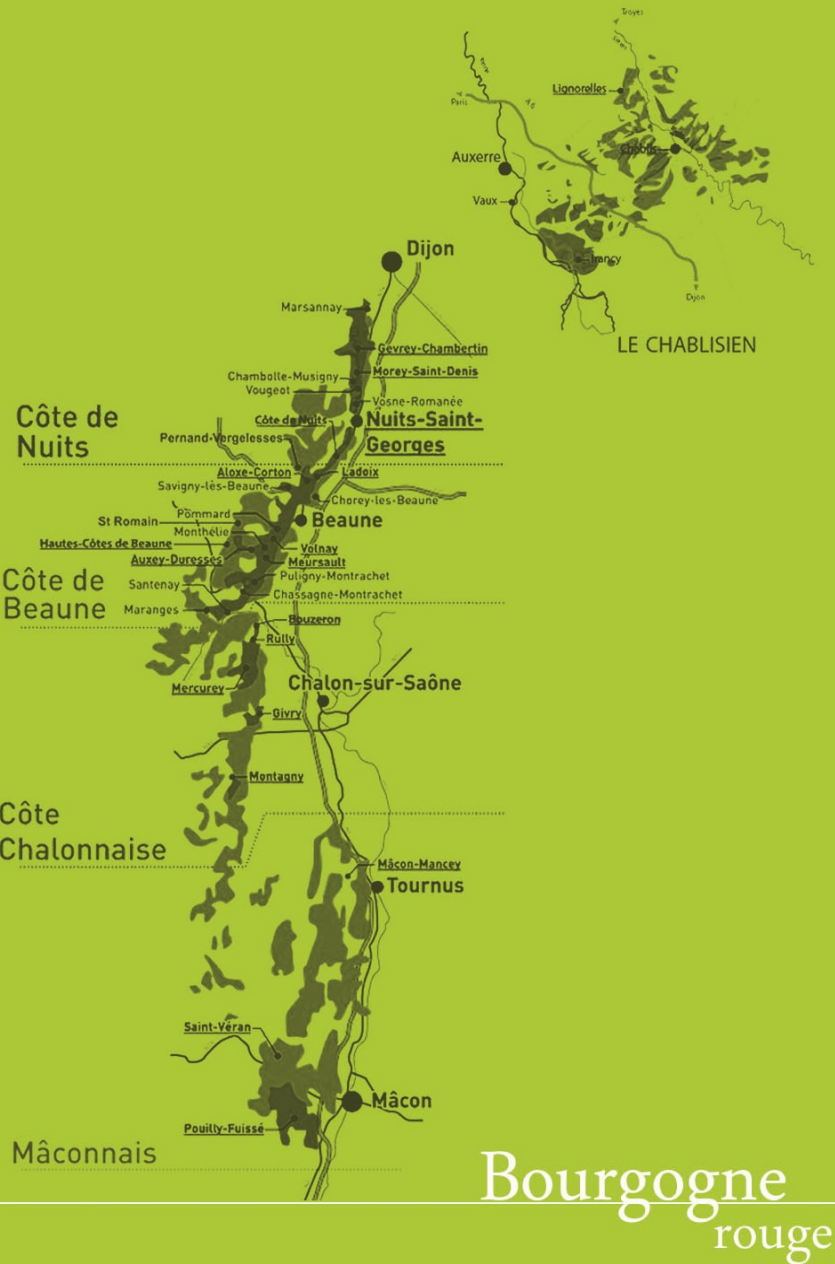 Troyes
Lignorelles
Paris
A6
Chablis
Auxerre
Vaux
Irancy
Dijon
LE CHABLISIEN
Dijon
Marsannay
Gevrey-Chambertin
Morey-Saint-Denis
Chambolle-Musigny
Vougeot
Vosne-Romanée
Côte de Nuits
Nuits-Saint-
Georges
Côte de
Nuits
Pernand-Vergelesses
Aloxe-Corton
Ladoix
Savigny-lès-Beaune
Chorey-les-Beaune
Pommard
St Romain
Beaune
Monthélie
Hautes-Côtes de Beaune
Volnay
Auxey-Duresses
Meursault
Côte de
Beaune
Puligny-Montrachet
Santenay
Chassagne-Montrachet
Maranges
Bouzeron
Rully
Mercurey
Chalon-sur-Saône
Givry
Montagny
Côte
Chalonnaise
Mâcon-Mancey
Tournus
Saint-Véran
Mâcon
Pouilly-Fuissé
Mâconnais
Bourgogne
rouge